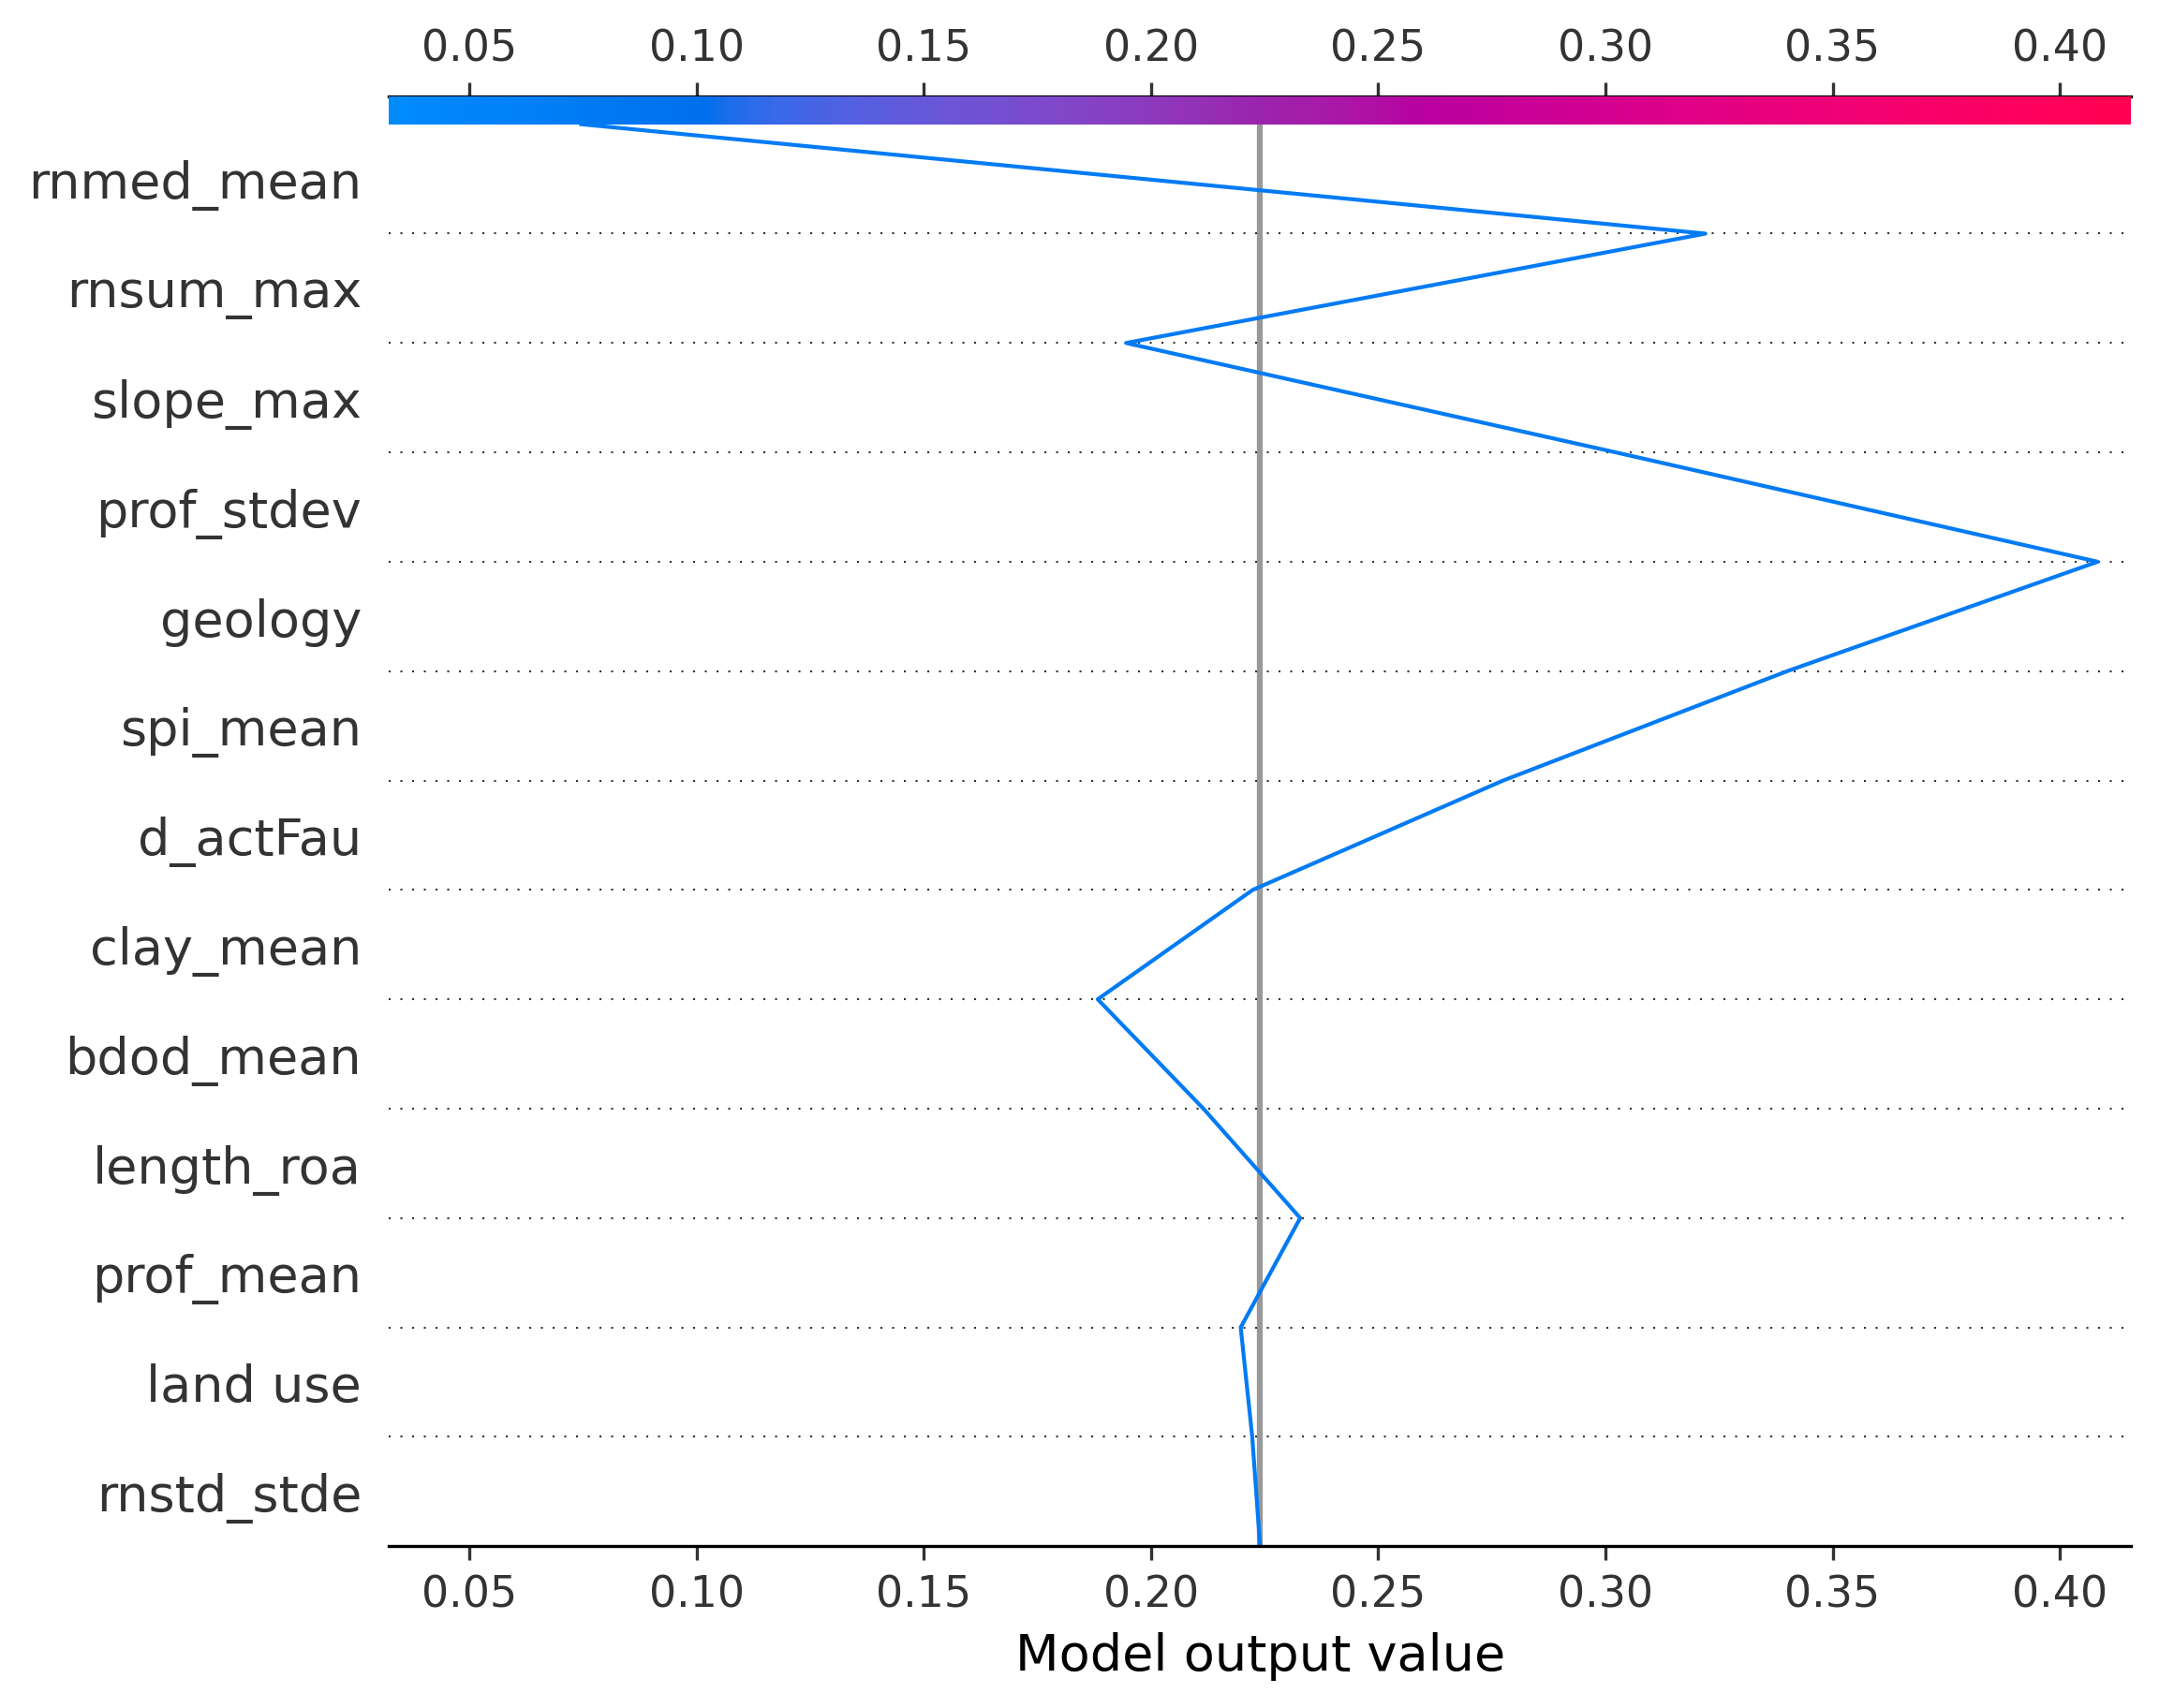 0.05 0.10 0.15 0.20 0.25 0.30 0.35 0.40
rnmed_mean
rnsum_max
slope_max
prof_stdev
geology
spi_mean
d_actFau
clay_mean
bdod_mean
length_roa
prof_mean
land use
rnstd_stde
0.05 0.10 0.15 0.20 0.25 0.30 0.35 0.40
Model output value